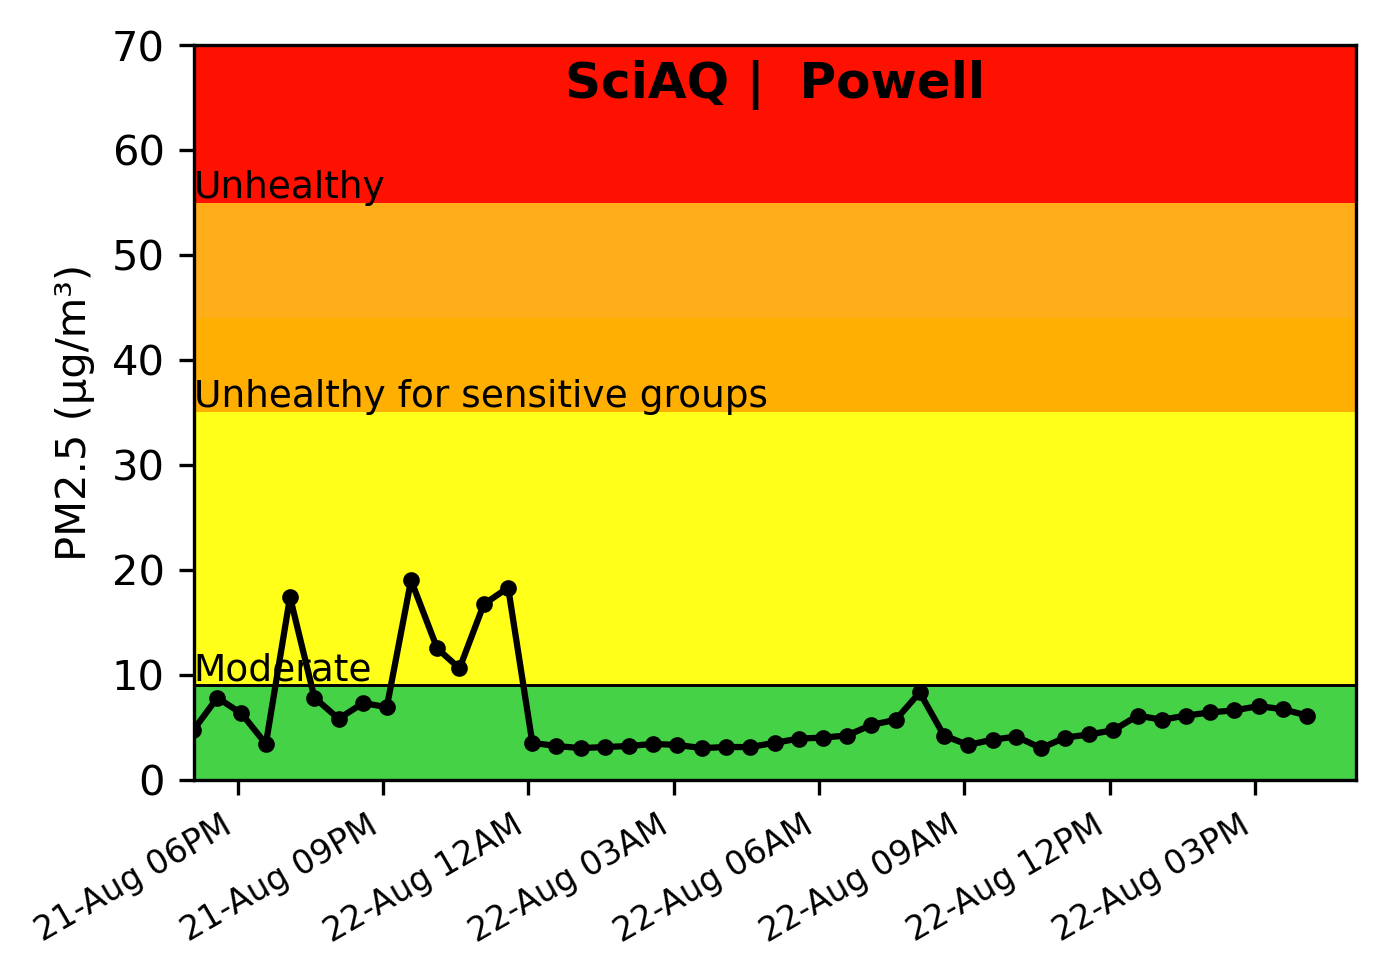 SciAQ | Powell
70
60
50
40
30
20
10
0
PM2.5 (µg/m³)
Unhealthy
Unhealthy for sensitive groups
Moderate
21-Aug 06PM
21-Aug 09PM
22-Aug 12AM
22-Aug 03AM
22-Aug 06AM
22-Aug 09AM
22-Aug 12PM
22-Aug 03PM